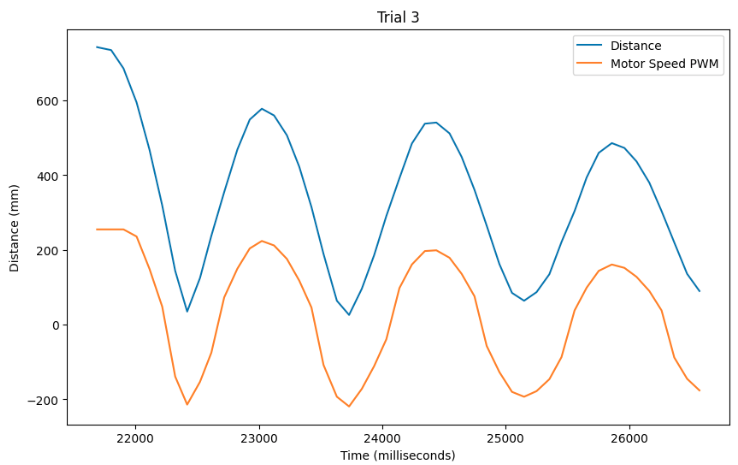 Trial 3
Distance
Motor Speed PWM
600
400
200
0
−200
Distance (mm)
22000 23000 24000 25000 26000
Time (milliseconds)